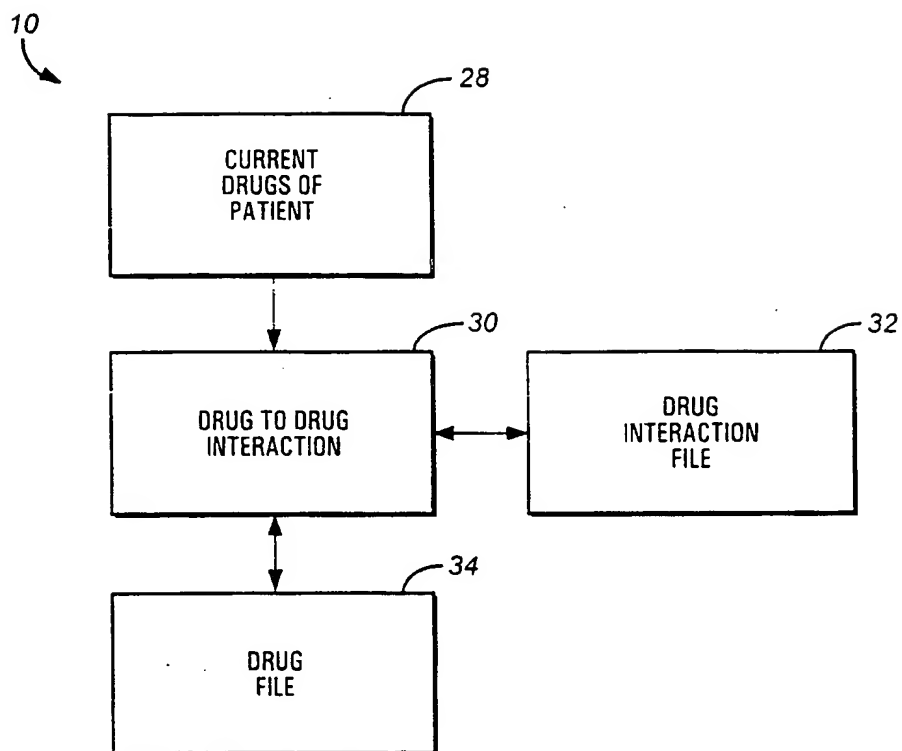 10
28
CURRENT
DRUGS OF
PATIENT
30
32
DRUG TO DRUG
INTERACTION
DRUG
INTERACTION
FILE
34
DRUG
FILE